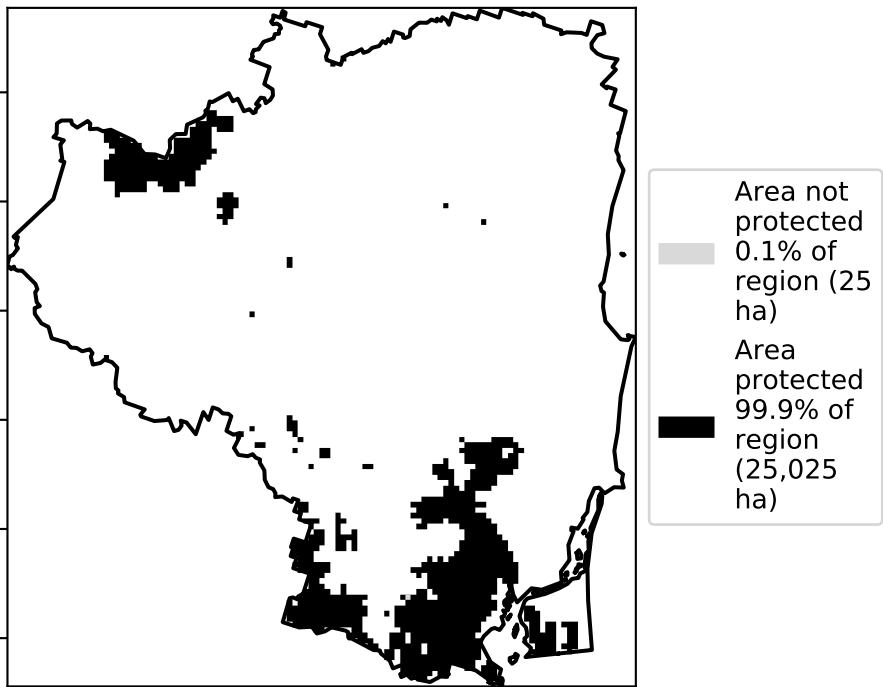 Area not
protected
0.1% of
region (25
ha)
Area
protected
99.9% of
region
(25,025
ha)